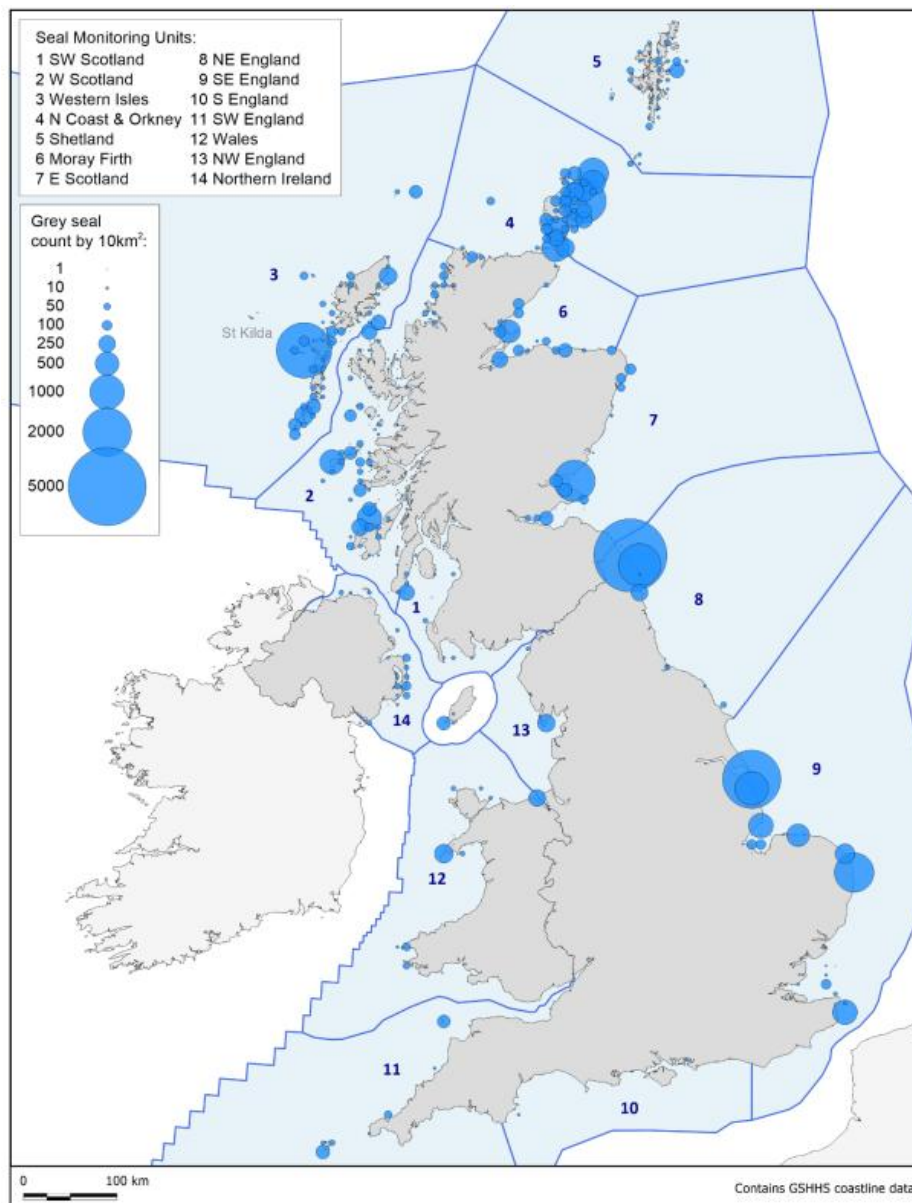 Seal Monitoring Units:
1 SW Scotland 8 NE England
2 W Scotland 9 SE England
3 Western Isles 10 S England
4 N Coast & Orkney 11 SW England
5 Shetland 12 Wales
6 Moray Firth 13 NW England
7 E Scotland 14 Northern Ireland
Grey seal
count by 10km²:
1
10
50
100
250
500
1000
2000
5000
5
4
3
6
St Kilda
7
2
8
1
14
13
9
12
11
10
0 100 km
Contains GSHHS coastline data